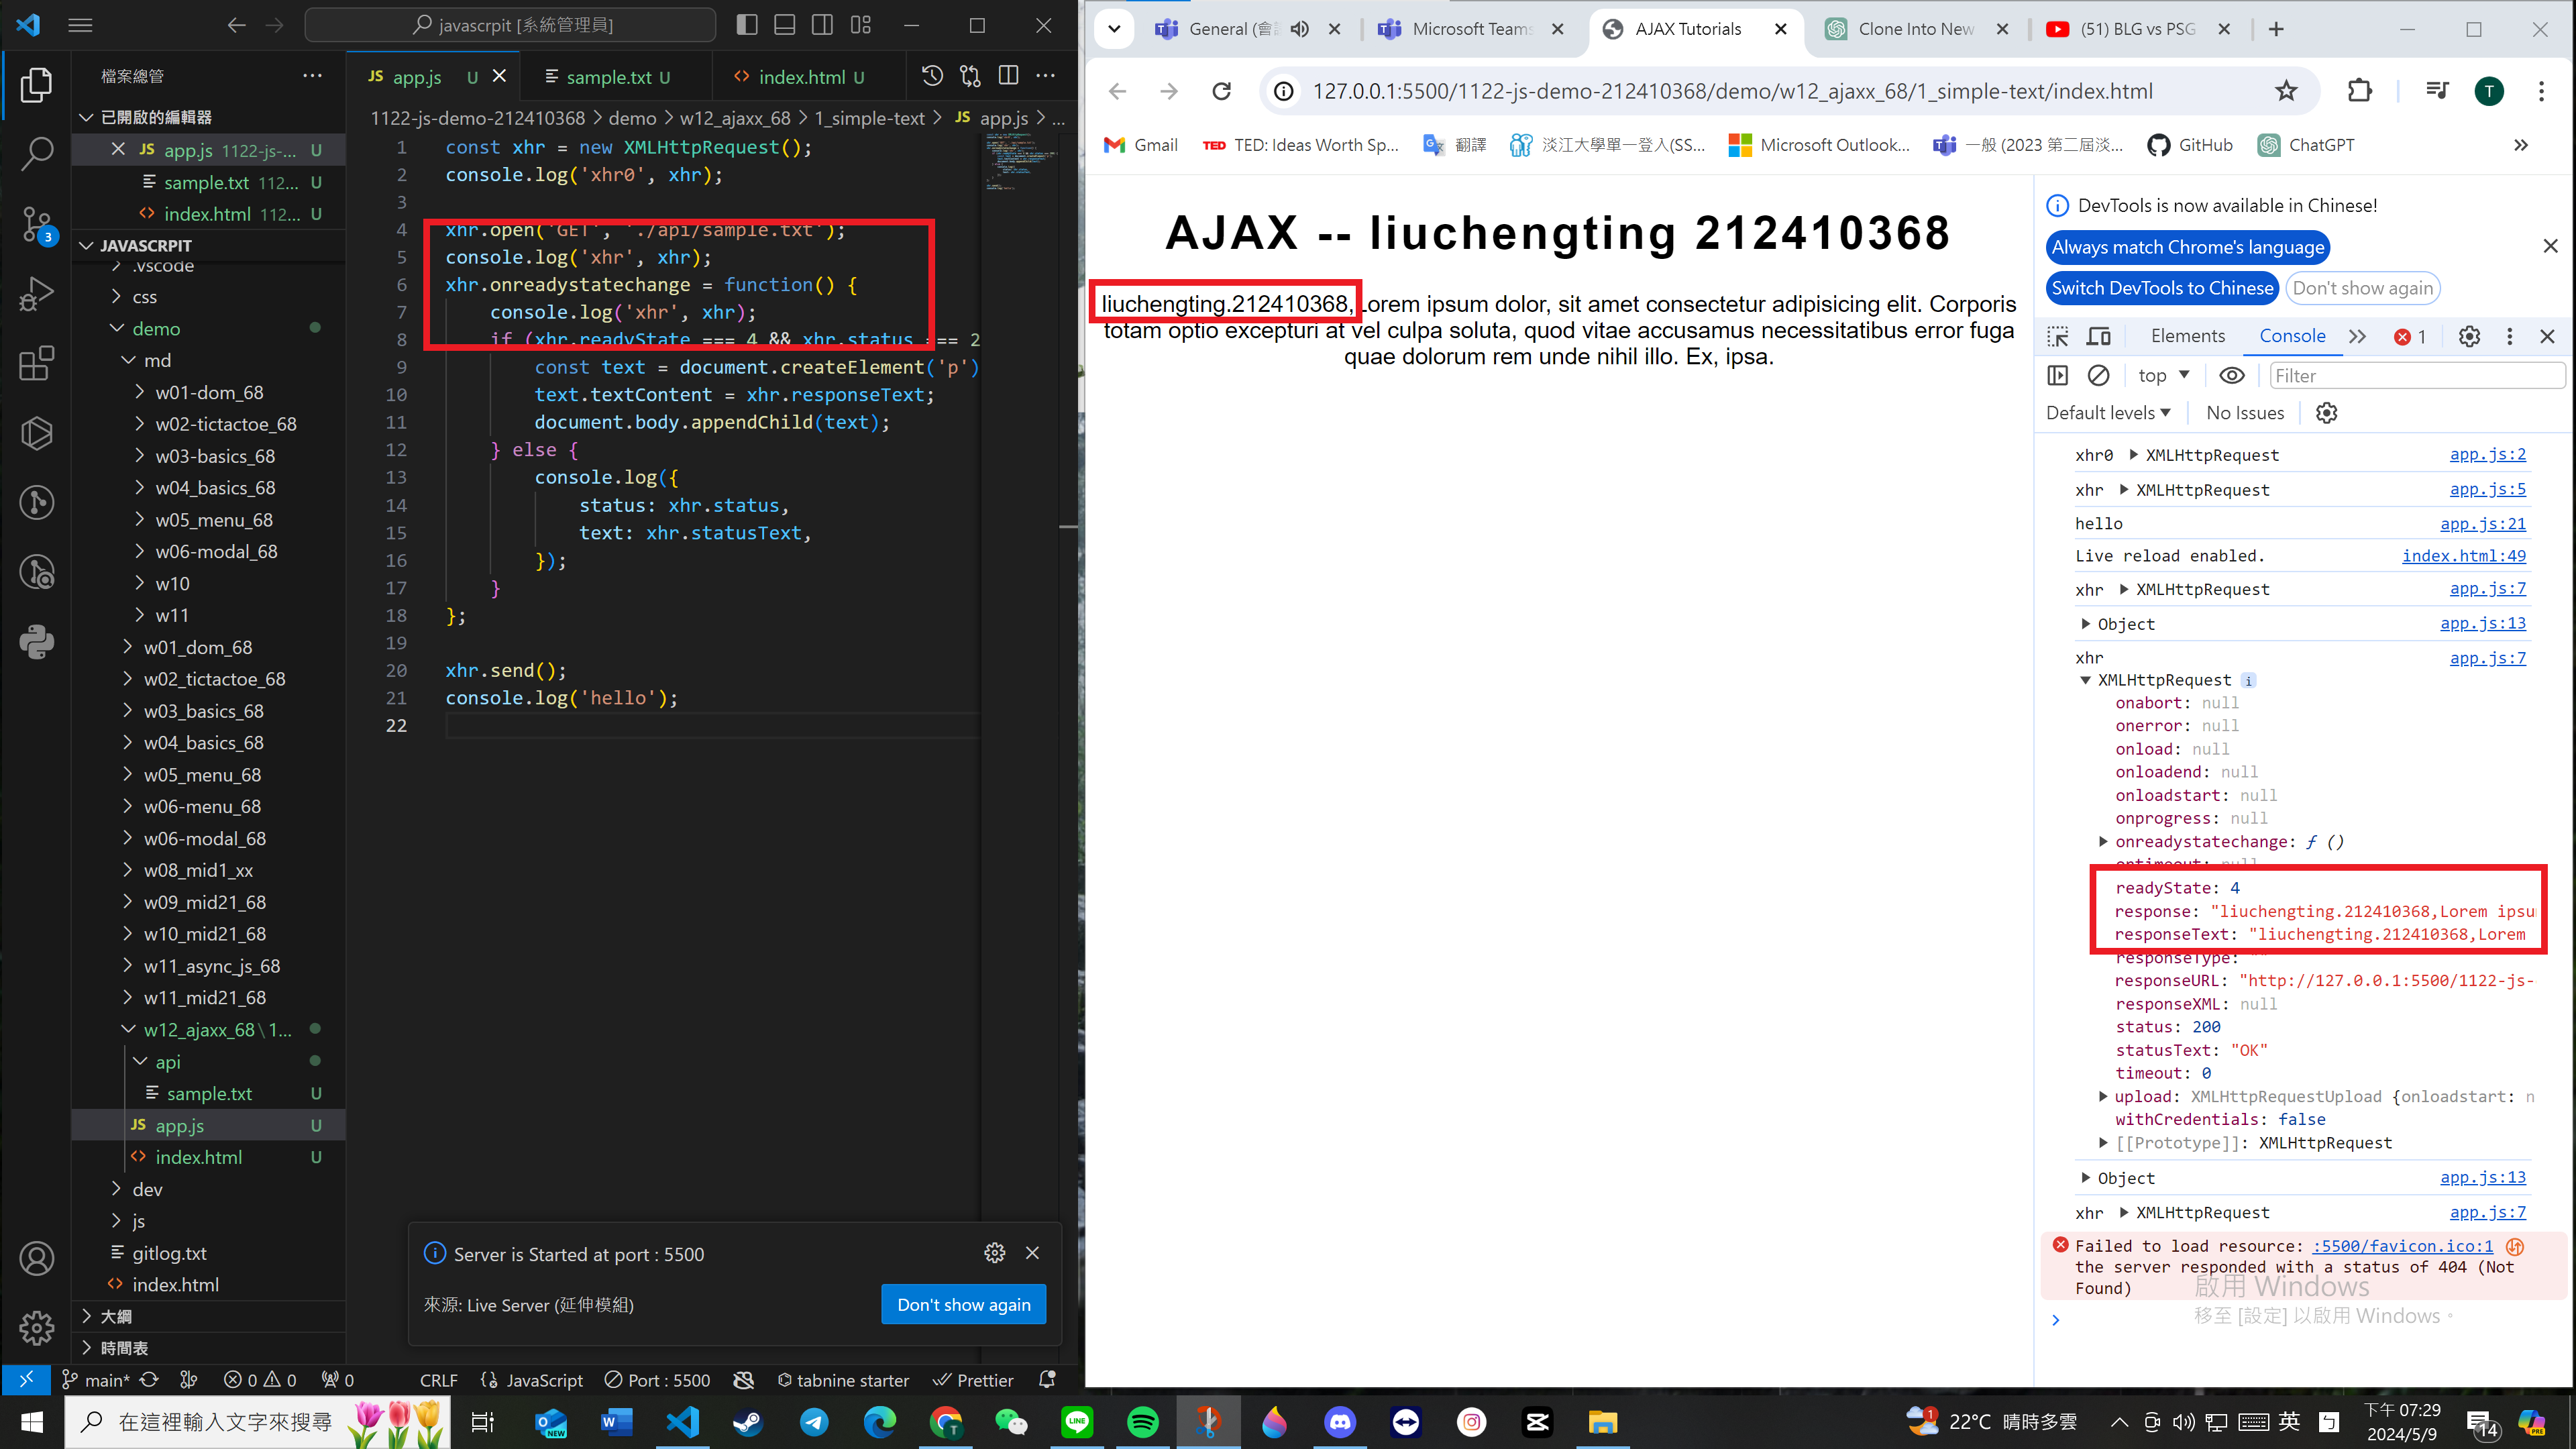 javascrpit [系統管理員]
檔案總管
已開啟的編輯器
app.js 1122-js-... U
sample.txt 112... U
index.html 112... U
JAVASCRPIT
.vscode
css
demo
md
w01-dom_68
w02-tictactoe_68
w03-basics_68
w04_basics_68
w05_menu_68
w06-modal_68
w10
w11
w01_dom_68
w02_tictactoe_68
w03_basics_68
w04_basics_68
w05_menu_68
w06-menu_68
w06-modal_68
w08_mid1_xx
w09_mid21_68
w10_mid21_68
w11_async_js_68
w11_mid21_68
w12_ajaxx_68\1...
api
sample.txt U
JS app.js U
index.html U
dev
js
gitlog.txt
index.html
大綱
時間表
JS app.js U
sample.txt U
index.html U
1122-js-demo-212410368 > demo > w12_ajaxx_68 > 1_simple-text > JS app.js > ...
1 const xhr = new XMLHttpRequest();
2 console.log('xhr0', xhr);
3
4 xhr.open('GET', './api/sample.txt');
5 console.log('xhr', xhr);
6 xhr.onreadystatechange = function() {
7 console.log('xhr', xhr);
8 if (xhr.readyState === 4 && xhr.status === 2
9 const text = document.createElement('p')
10 text.textContent = xhr.responseText;
11 document.body.appendChild(text);
12 } else {
13 console.log({
14 status: xhr.status,
15 text: xhr.statusText,
16 });
17 }
18 };
19
20 xhr.send();
21 console.log('hello');
22
Server is Started at port : 5500
來源: Live Server (延伸模組)
Don't show again
main* 0 0 0 CRLF JavaScript Port : 5500 tabnine starter Prettier
General (會
Microsoft Teams
AJAX Tutorials
Clone Into New
(51) BLG vs PSG
127.0.0.1:5500/1122-js-demo-212410368/demo/w12_ajaxx_68/1_simple-text/index.html
T
Gmail
TED TED: Ideas Worth Sp...
翻譯
淡江大學單一登入(SS...
Microsoft Outlook...
一般 (2023 第二屆淡...
GitHub
ChatGPT
AJAX -- liuchengting 212410368
liuchengting.212410368,Lorem ipsum dolor, sit amet consectetur adipisicing elit. Corporis
totam optio excepturi at vel culpa soluta, quod vitae accusamus necessitatibus error fuga
quae dolorum rem unde nihil illo. Ex, ipsa.
DevTools is now available in Chinese!
Always match Chrome's language
Switch DevTools to Chinese
Don't show again
Elements Console 1
top Filter
Default levels No Issues
xhr0 XMLHttpRequest app.js:2
xhr XMLHttpRequest app.js:5
hello app.js:21
Live reload enabled. index.html:49
xhr XMLHttpRequest app.js:7
Object app.js:13
xhr app.js:7
XMLHttpRequest i
onabort: null
onerror: null
onload: null
onloadend: null
onloadstart: null
onprogress: null
onreadystatechange: ƒ ()
ontimeout: null
readyState: 4
response: "liuchengting.212410368,Lorem ipsu
responseText: "liuchengting.212410368,Lorem
responseType: ""
responseURL: "http://127.0.0.1:5500/1122-js-
responseXML: null
status: 200
statusText: "OK"
timeout: 0
upload: XMLHttpRequestUpload {onloadstart: n
withCredentials: false
[[Prototype]]: XMLHttpRequest
Object app.js:13
xhr XMLHttpRequest app.js:7
Failed to load resource: :5500/favicon.ico:1
the server responded with a status of 404 (Not
Found)
啟用 Windows
移至 [設定] 以啟用 Windows。
在這裡輸入文字來搜尋
22°C 晴時多雲
英
下午 07:29
2024/5/9
14